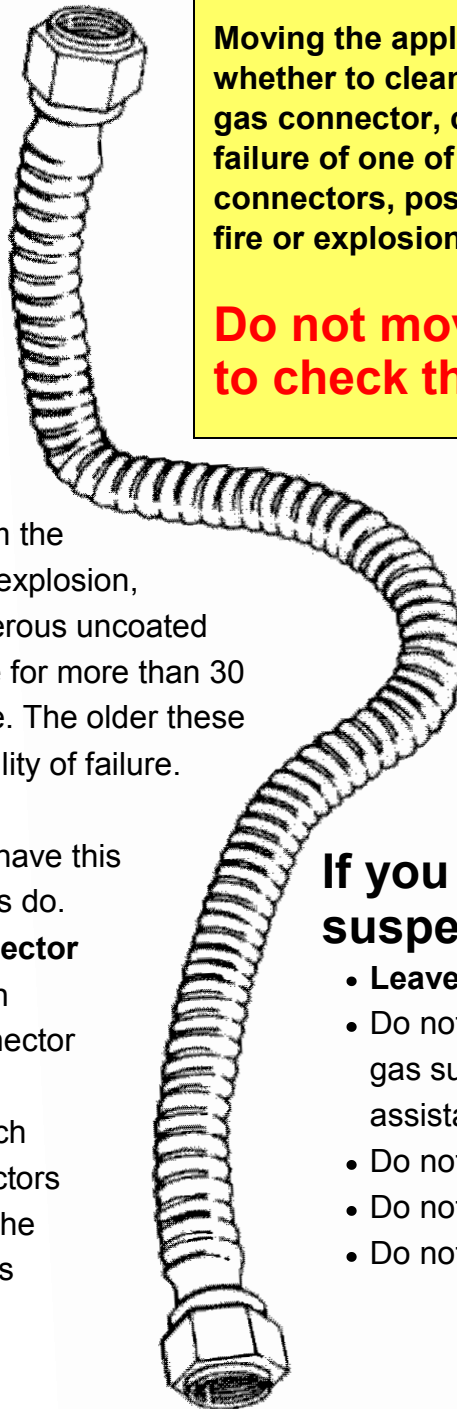 Moving the appl
whether to clean
gas connector, c
failure of one of
connectors, pos
fire or explosion
Do not mov
to check th
n the
explosion,
erous uncoated
e for more than 30
e. The older these
lity of failure.
have this
s do.
ector
n
nector
ch
ctors
he
s
If you
suspe
• Leave
• Do not
gas su
assista
• Do not
• Do not
• Do not